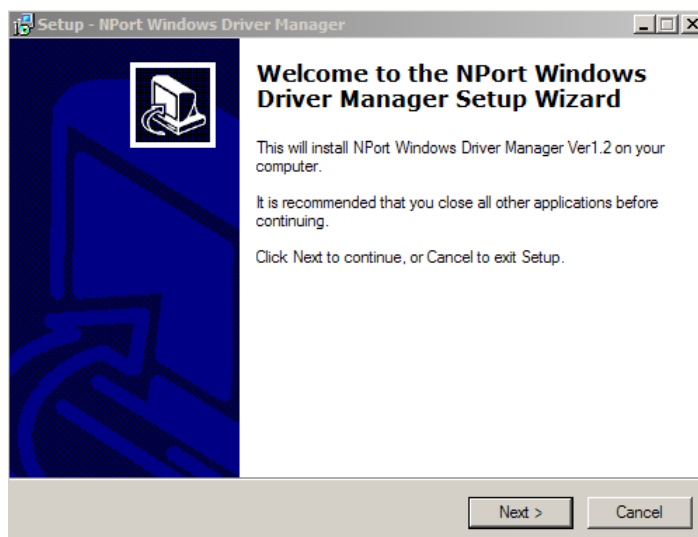 Setup - NPort Windows Driver Manager
Welcome to the NPort Windows
Driver Manager Setup Wizard
This will install NPort Windows Driver Manager Ver1.2 on your
computer.
It is recommended that you close all other applications before
continuing.
Click Next to continue, or Cancel to exit Setup.
Next >
Cancel